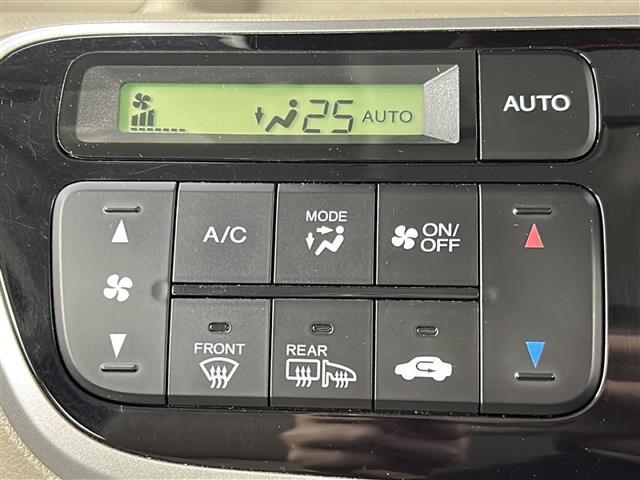 25 AUTO
AUTO
A/C
MODE
ON/
OFF
FRONT
REAR